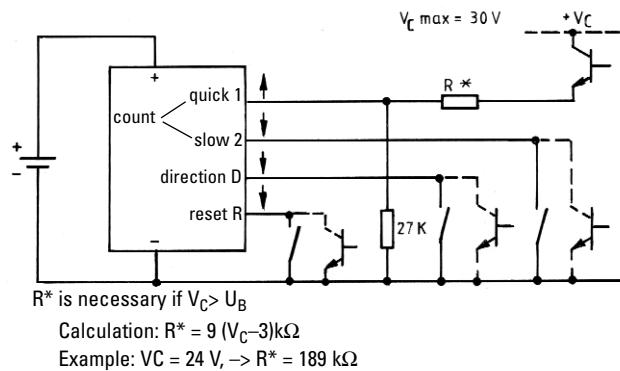 V_C max = 30 V
+ V_C
+
R *
quick 1
count
slow 2
+
-
direction D
reset R
27 K
–
R* is necessary if V_C> U_B
Calculation: R* = 9 (V_C–3)kΩ
Example: VC = 24 V, –> R* = 189 kΩ